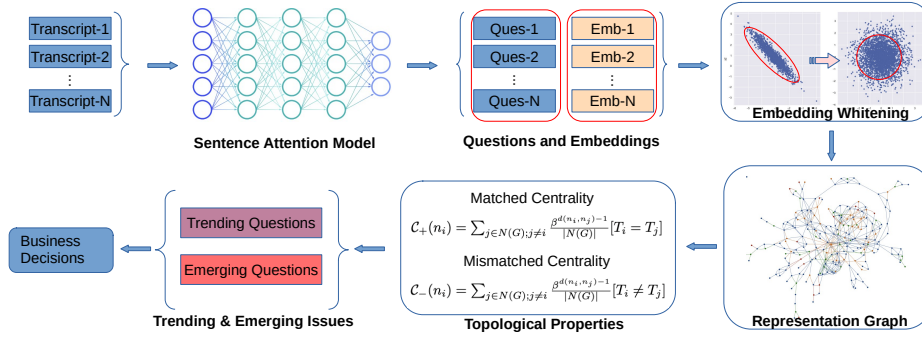 Transcript-1
Transcript-2
⋮
Transcript-N
Sentence Attention Model
Ques-1
Ques-2
⋮
Ques-N
Emb-1
Emb-2
⋮
Emb-N
Questions and Embeddings
Embedding Whitening
Business
Decisions
Trending Questions
Emerging Questions
Trending & Emerging Issues
Matched Centrality
𝒞₊(nᵢ) = ∑_{j∈N(G);j≠i} β^{d(nᵢ,nⱼ)−1}/|N(G)| [Tᵢ = Tⱼ]
Mismatched Centrality
𝒞₋(nᵢ) = ∑_{j∈N(G);j≠i} β^{d(nᵢ,nⱼ)−1}/|N(G)| [Tᵢ ≠ Tⱼ]
Topological Properties
Representation Graph